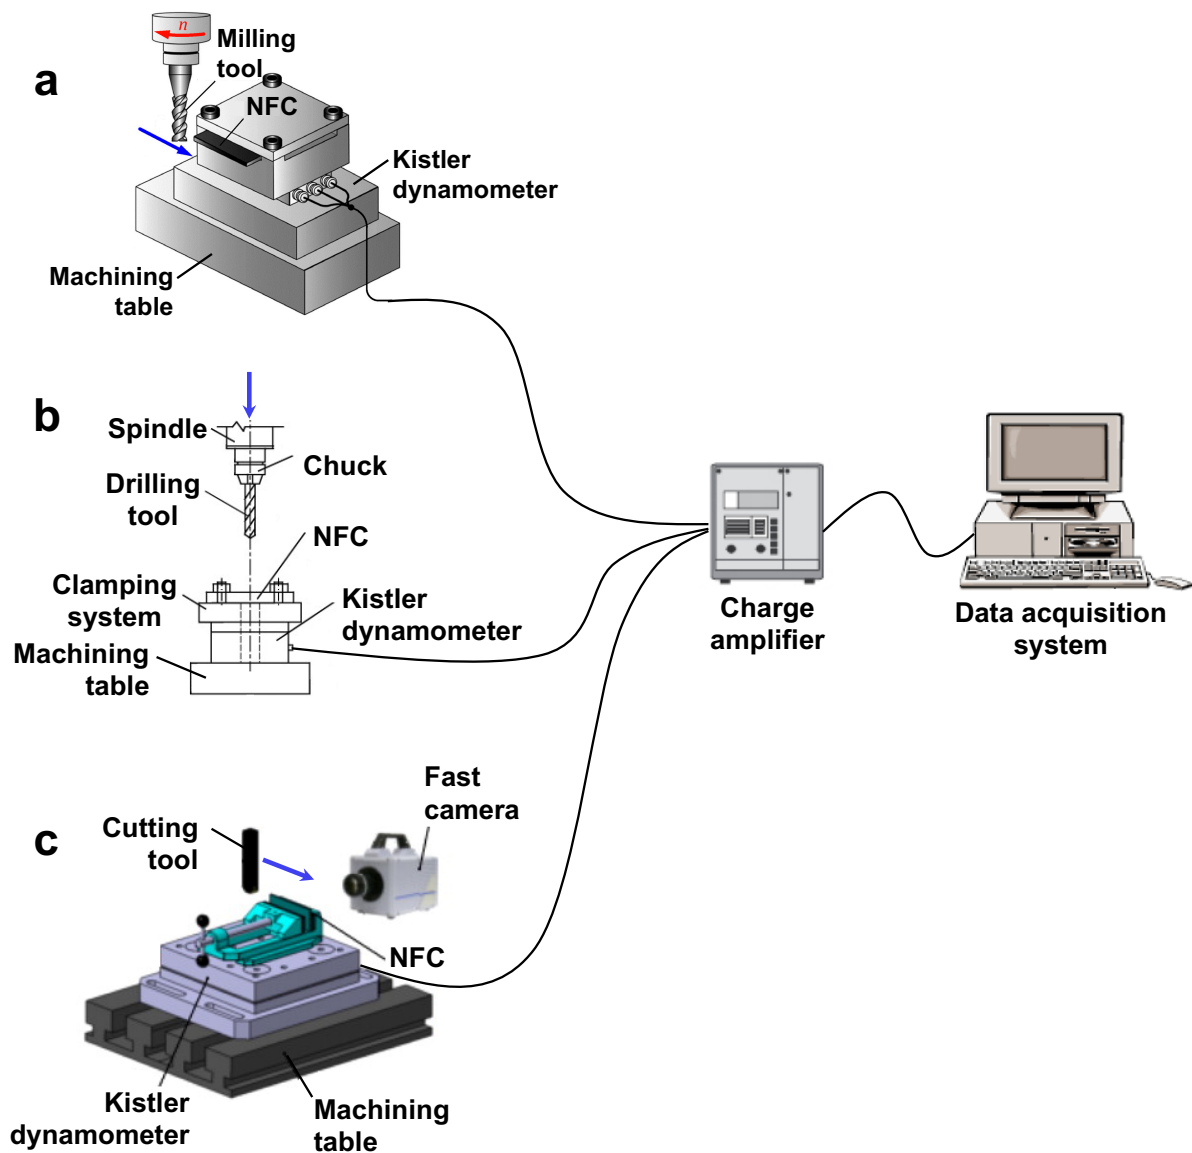 a
n
Milling
tool
NFC
Kistler
dynamometer
Machining
table
b
Spindle
Chuck
Drilling
tool
NFC
Clamping
system
Kistler
dynamometer
Machining
table
Charge
amplifier
Data acquisition
system
c
Cutting
tool
Fast
camera
NFC
Kistler
dynamometer
Machining
table